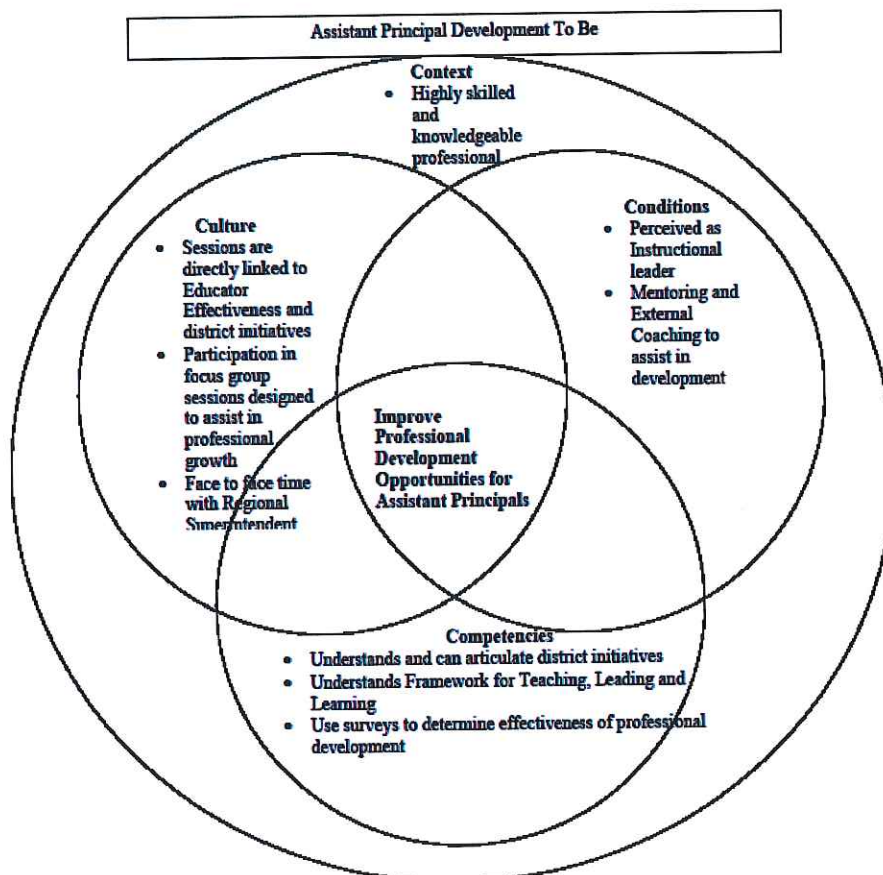 Assistant Principal Development To Be
Context
• Highly skilled
and
knowledgeable
professional
Culture
• Sessions are
directly linked to
Educator
Effectiveness and
district initiatives
• Participation in
focus group
sessions designed
to assist in
professional
growth
• Face to face time
with Regional
Superintendent
Conditions
• Perceived as
Instructional
leader
• Mentoring and
External
Coaching to
assist in
development
Improve
Professional
Development
Opportunities for
Assistant Principals
Competencies
• Understands and can articulate district initiatives
• Understands Framework for Teaching, Leading and
Learning
• Use surveys to determine effectiveness of professional
development